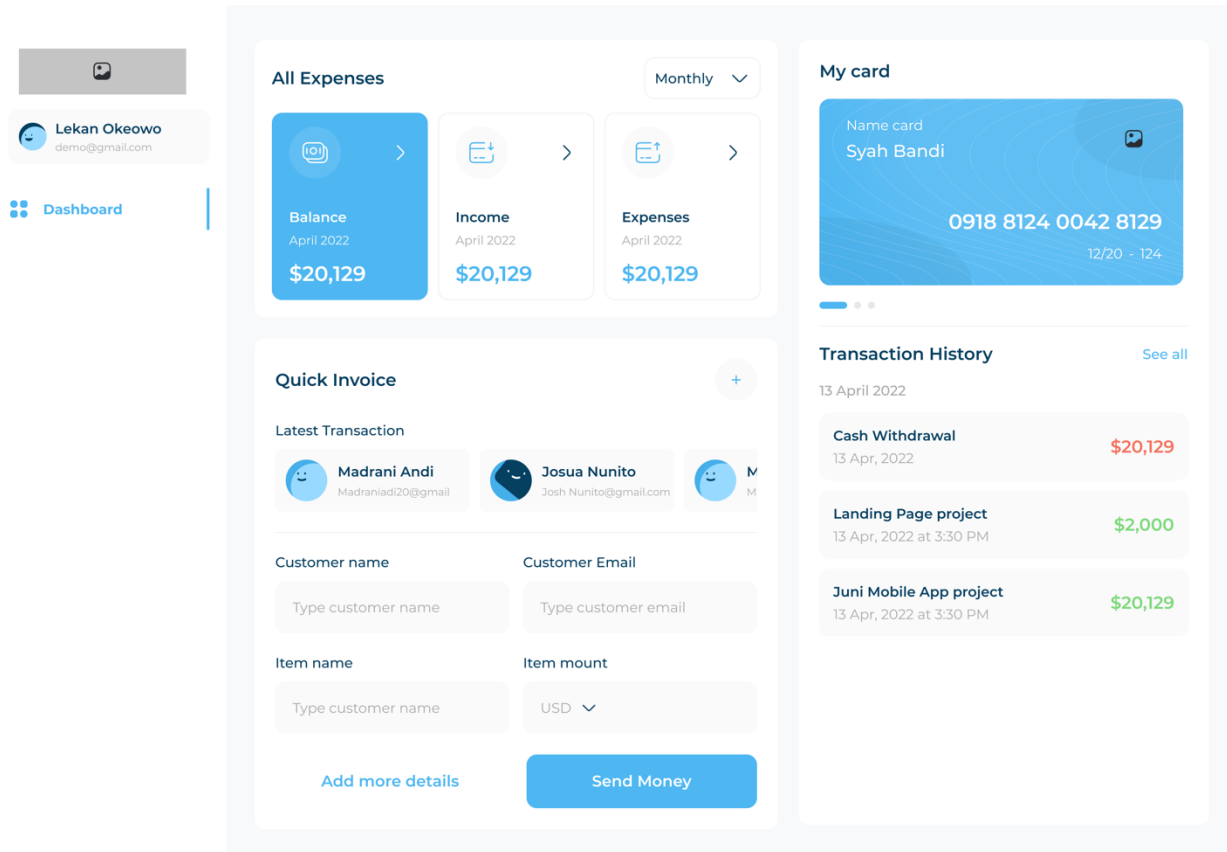 Lekan Okeowo
demo@gmail.com
Dashboard
All Expenses
Monthly
Balance
April 2022
$20,129
Income
April 2022
$20,129
Expenses
April 2022
$20,129
Quick Invoice
+
Latest Transaction
Madrani Andi
Madraniadi20@gmail
Josua Nunito
Josh Nunito@gmail.com
M
M
Customer name
Customer Email
Type customer name
Type customer email
Item name
Item mount
Type customer name
USD
Add more details
Send Money
My card
Name card
Syah Bandi
0918 8124 0042 8129
12/20 - 124
Transaction History
See all
13 April 2022
Cash Withdrawal
13 Apr, 2022
$20,129
Landing Page project
13 Apr, 2022 at 3:30 PM
$2,000
Juni Mobile App project
13 Apr, 2022 at 3:30 PM
$20,129